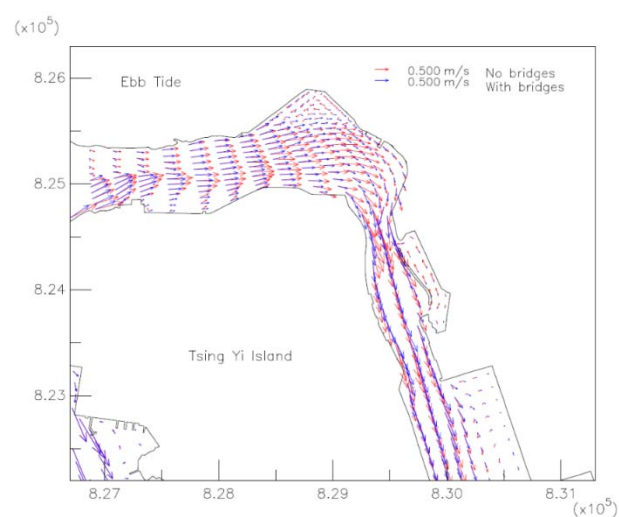 (x10⁵)
8.26
Ebb Tide
0.500 m/s No bridges
0.500 m/s With bridges
8.25
8.24
Tsing Yi Island
8.23
8.27 8.28 8.29 8.30 8.31
(x10⁵)